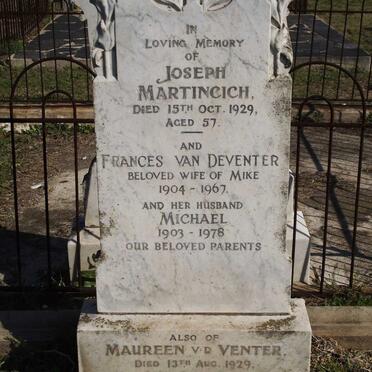 IN
LOVING MEMORY
OF
JOSEPH
MARTINCICH,
DIED 15TH OCT. 1929,
AGED 57.
AND
FRANCES VAN DEVENTER
BELOVED WIFE OF MIKE
1904 - 1967.
AND HER HUSBAND
MICHAEL
1903 - 1978
OUR BELOVED PARENTS
ALSO OF
MAUREEN V·D VENTER.
DIED 13TH AUG. 1929.